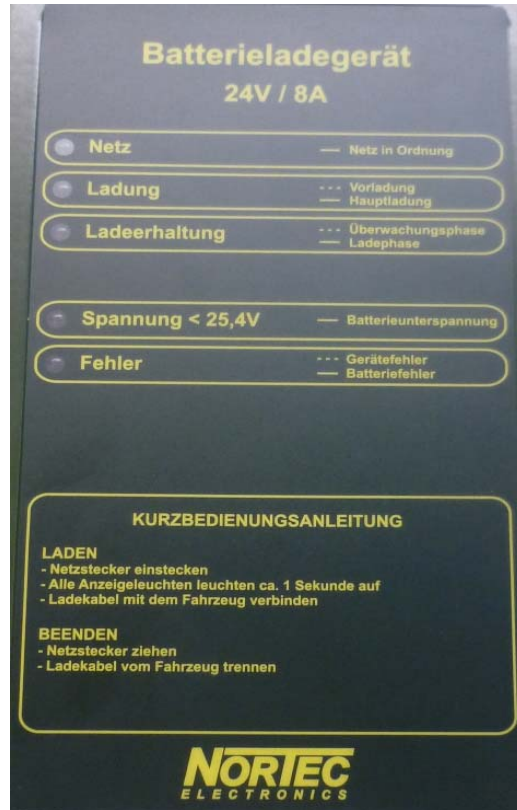 Batterieladegerät
24V / 8A
Netz — Netz in Ordnung
Ladung --- Vorladung
— Hauptladung
Ladeerhaltung --- Überwachungsphase
— Ladephase
Spannung < 25,4V — Batterieunterspannung
Fehler --- Gerätefehler
— Batteriefehler
KURZBEDIENUNGSANLEITUNG
LADEN
- Netzstecker einstecken
- Alle Anzeigeleuchten leuchten ca. 1 Sekunde auf
- Ladekabel mit dem Fahrzeug verbinden
BEENDEN
- Netzstecker ziehen
- Ladekabel vom Fahrzeug trennen
NORTEC
ELECTRONICS